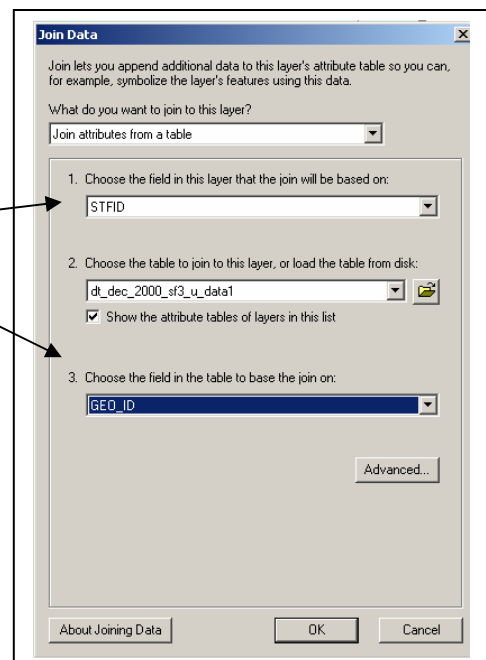 Join Data
Join lets you append additional data to this layer's attribute table so you can,
for example, symbolize the layer's features using this data.
What do you want to join to this layer?
Join attributes from a table
1. Choose the field in this layer that the join will be based on:
STFID
2. Choose the table to join to this layer, or load the table from disk:
dt_dec_2000_sf3_u_data1
Show the attribute tables of layers in this list
3. Choose the field in the table to base the join on:
GEO_ID
Advanced...
About Joining Data
OK
Cancel